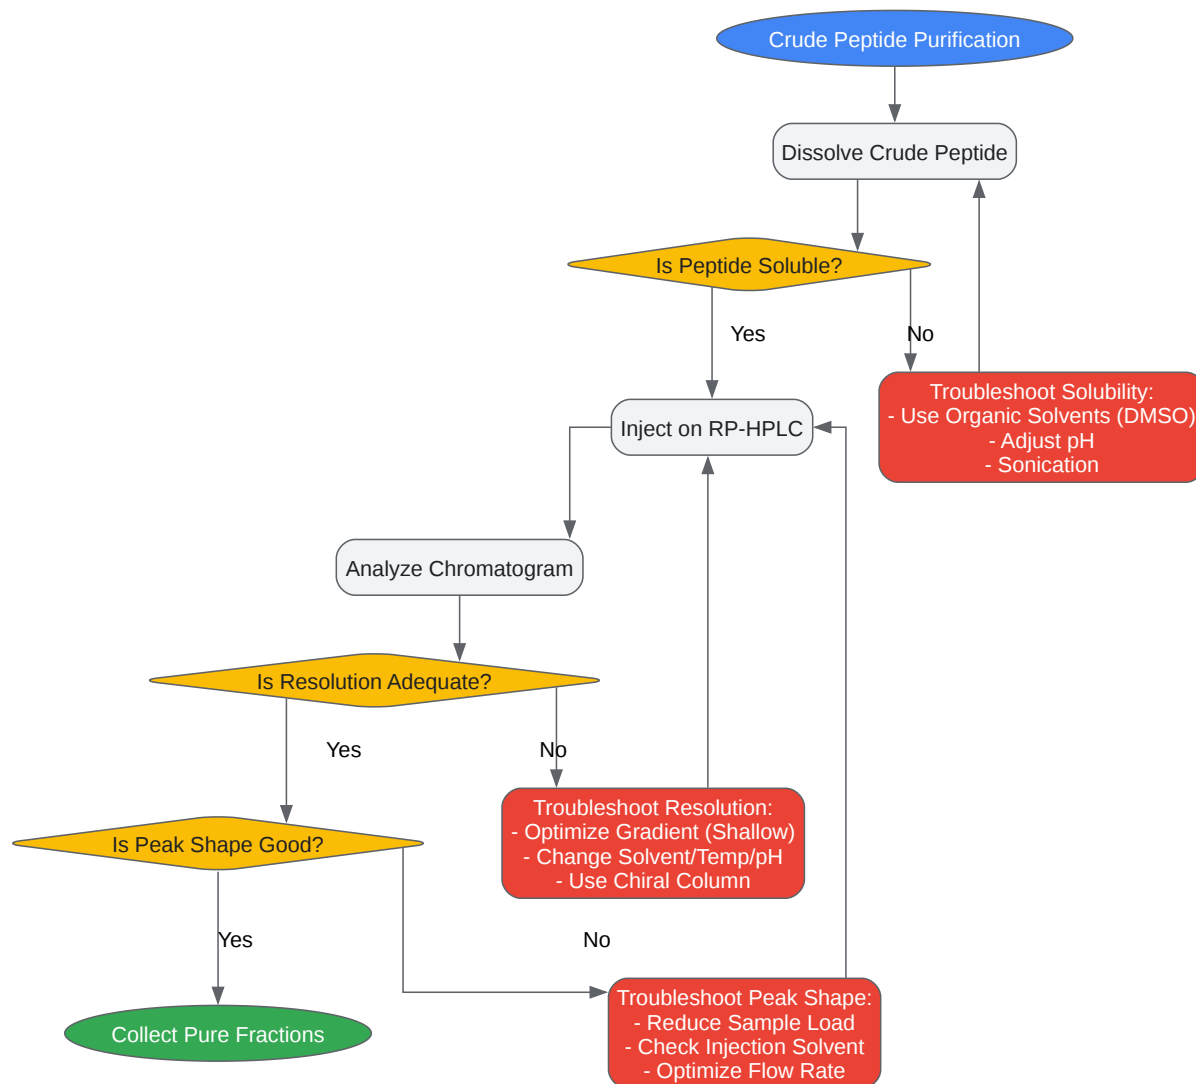 Crude Peptide Purification
Dissolve Crude Peptide
Is Peptide Soluble?
Yes
No
Troubleshoot Solubility:
- Use Organic Solvents (DMSO)
- Adjust pH
- Sonication
Inject on RP-HPLC
Analyze Chromatogram
Is Resolution Adequate?
Yes
No
Troubleshoot Resolution:
- Optimize Gradient (Shallow)
- Change Solvent/Temp/pH
- Use Chiral Column
Is Peak Shape Good?
Yes
No
Troubleshoot Peak Shape:
- Reduce Sample Load
- Check Injection Solvent
- Optimize Flow Rate
Collect Pure Fractions